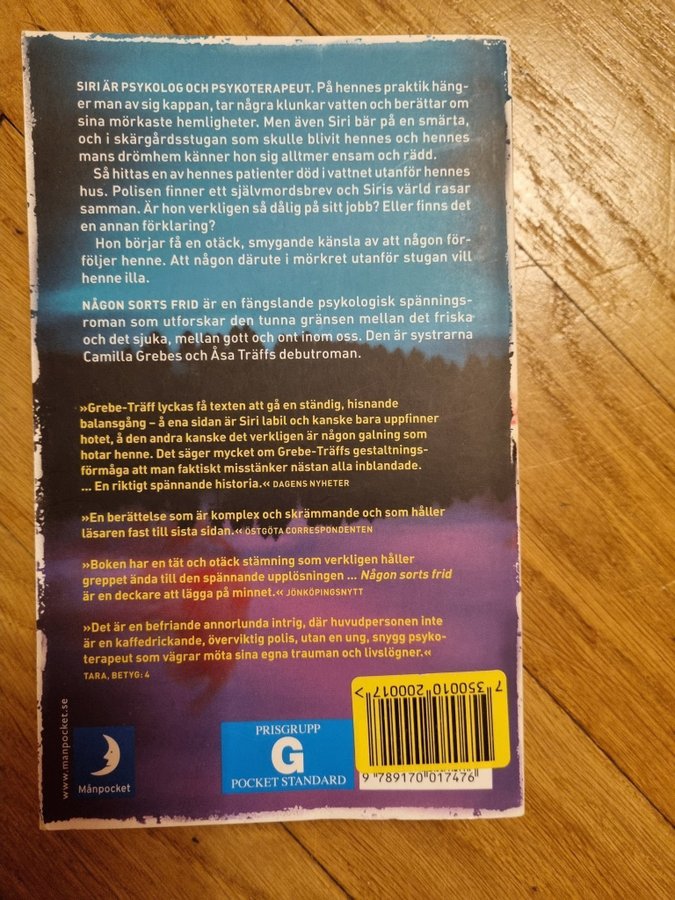 SIRI ÄR PSYKOLOG OCH PSYKOTERAPEUT. På hennes praktik häng-
er man av sig kappan, tar några klunkar vatten och berättar om
sina mörkaste hemligheter. Men även Siri bär på en smärta,
och i skärgårdsstugan som skulle blivit hennes och hennes
mans drömhem känner hon sig alltmer ensam och rädd.
Så hittas en av hennes patienter död i vattnet utanför hennes
hus. Polisen finner ett självmordsbrev och Siris värld rasar
samman. Är hon verkligen så dålig på sitt jobb? Eller finns det
en annan förklaring?
Hon börjar få en otäck, smygande känsla av att någon för-
följer henne. Att någon därute i mörkret utanför stugan vill
henne illa.
NÅGON SORTS FRID är en fängslande psykologisk spännings-
roman som utforskar den tunna gränsen mellan det friska
och det sjuka, mellan gott och ont inom oss. Den är systrarna
Camilla Grebes och Åsa Träffs debutroman.
»Grebe-Träff lyckas få texten att gå en ständig, hisnande
balansgång – å ena sidan är Siri labil och kanske bara uppfinner
hotet, å den andra kanske det verkligen är någon galning som
hotar henne. Det säger mycket om Grebe-Träffs gestaltnings-
förmåga att man faktiskt misstänker nästan alla inblandade.
... En riktigt spännande historia.« DAGENS NYHETER
»En berättelse som är komplex och skrämmande och som håller
läsaren fast till sista sidan.« ÖSTGÖTA CORRESPONDENTEN
»Boken har en tät och otäck stämning som verkligen håller
greppet ända till den spännande upplösningen ... Någon sorts frid
är en deckare att lägga på minnet.« JÖNKÖPINGSNYTT
»Det är en befriande annorlunda intrig, där huvudpersonen inte
är en kaffedrickande, överviktig polis, utan en ung, snygg psyko-
terapeut som vägrar möta sina egna trauman och livslögner.«
TARA, BETYG: 4
www.manpocket.se
Månpocket
PRISGRUPP
G
POCKET STANDARD
7 350010 200017 >
9 789170 017476